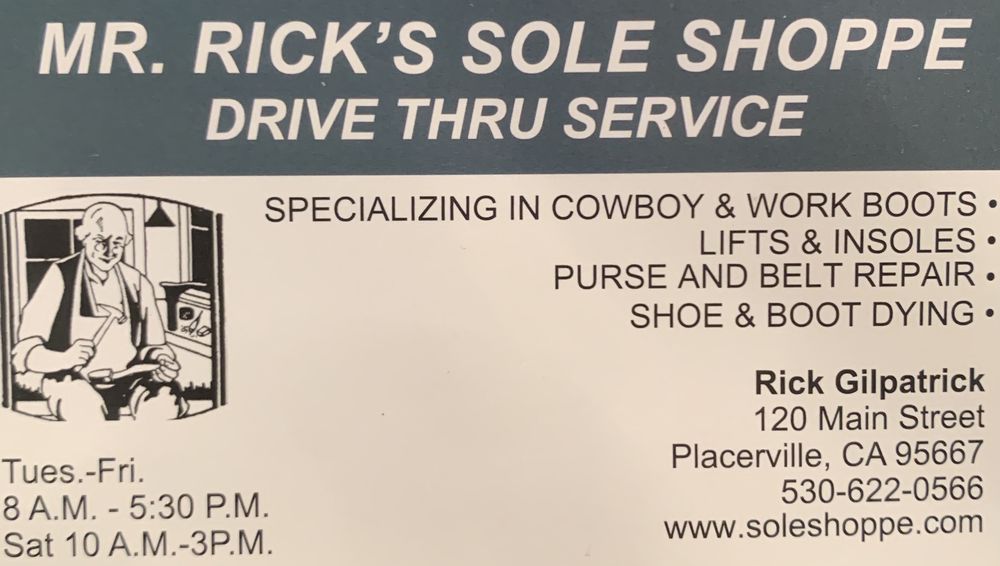 MR. RICK'S SOLE SHOPPE
DRIVE THRU SERVICE
SPECIALIZING IN COWBOY & WORK BOOTS •
LIFTS & INSOLES •
PURSE AND BELT REPAIR •
SHOE & BOOT DYING •
Rick Gilpatrick
120 Main Street
Placerville, CA 95667
530-622-0566
www.soleshoppe.com
Tues.-Fri.
8 A.M. - 5:30 P.M.
Sat 10 A.M.-3P.M.